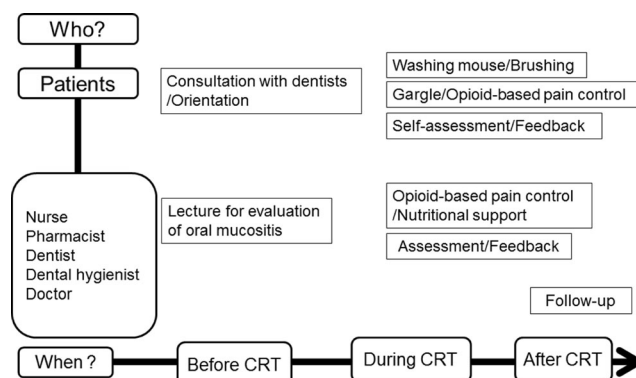 Who?
Patients
Consultation with dentists
/Orientation
Washing mouse/Brushing
Gargle/Opioid-based pain control
Self-assessment/Feedback
Nurse
Pharmacist
Dentist
Dental hygienist
Doctor
Lecture for evaluation
of oral mucositis
Opioid-based pain control
/Nutritional support
Assessment/Feedback
Follow-up
When ?
Before CRT
During CRT
After CRT